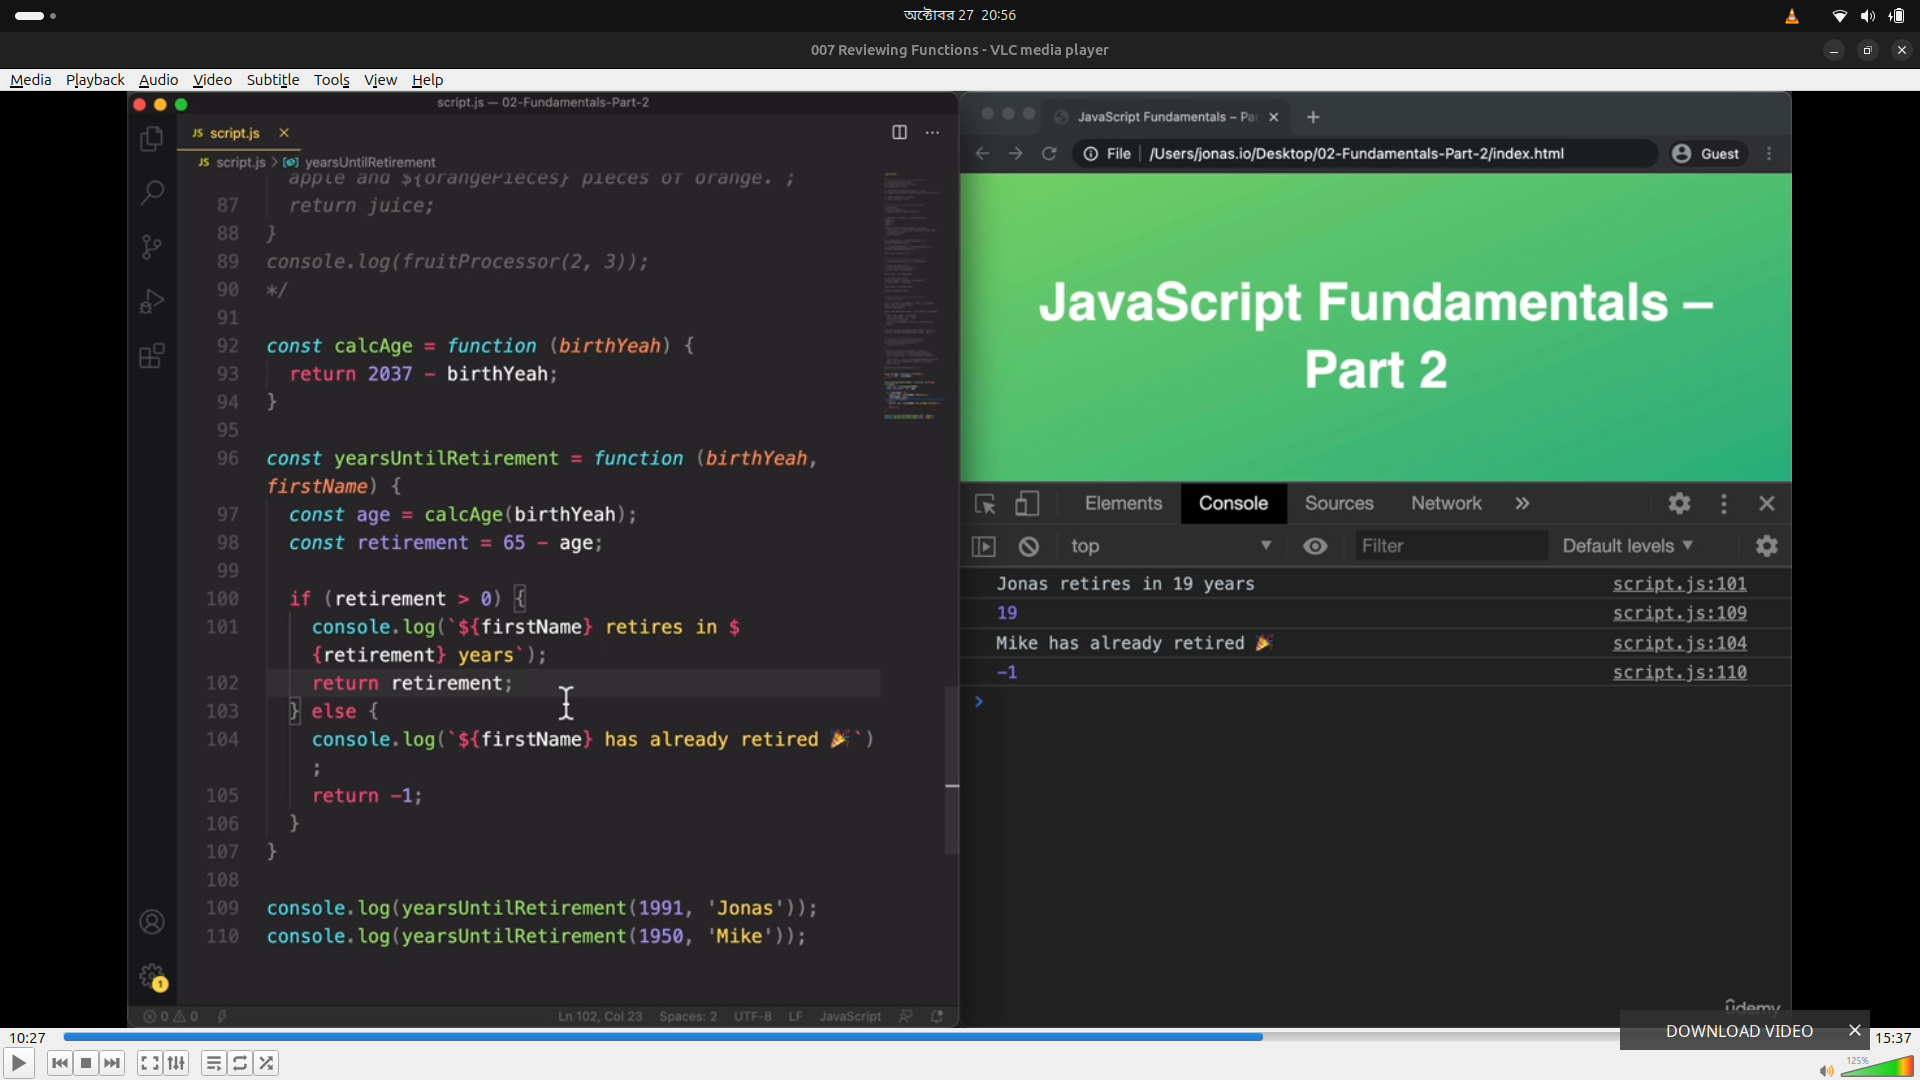 অক্টোবর 27 20:56
007 Reviewing Functions - VLC media player
Media Playback Audio Video Subtitle Tools View Help
script.js — 02-Fundamentals-Part-2
JS script.js
JS script.js > yearsUntilRetirement
apple and ${orangePieces} pieces of orange.`;
87 return juice;
88 }
89 console.log(fruitProcessor(2, 3));
90 */
91
92 const calcAge = function (birthYeah) {
93 return 2037 - birthYeah;
94 }
95
96 const yearsUntilRetirement = function (birthYeah,
firstName) {
97 const age = calcAge(birthYeah);
98 const retirement = 65 - age;
99
100 if (retirement > 0) {
101 console.log(`${firstName} retires in $
{retirement} years`);
102 return retirement;
103 } else {
104 console.log(`${firstName} has already retired 🎉`)
;
105 return -1;
106 }
107 }
108
109 console.log(yearsUntilRetirement(1991, 'Jonas'));
110 console.log(yearsUntilRetirement(1950, 'Mike'));
1
0 0
Ln 102, Col 23 Spaces: 2 UTF-8 LF JavaScript
JavaScript Fundamentals – Pa
File /Users/jonas.io/Desktop/02-Fundamentals-Part-2/index.html Guest
JavaScript Fundamentals –
Part 2
Elements Console Sources Network »
top Filter Default levels
Jonas retires in 19 years script.js:101
19 script.js:109
Mike has already retired 🎉 script.js:104
-1 script.js:110
>
ûdemy
DOWNLOAD VIDEO
10:27
15:37
125%